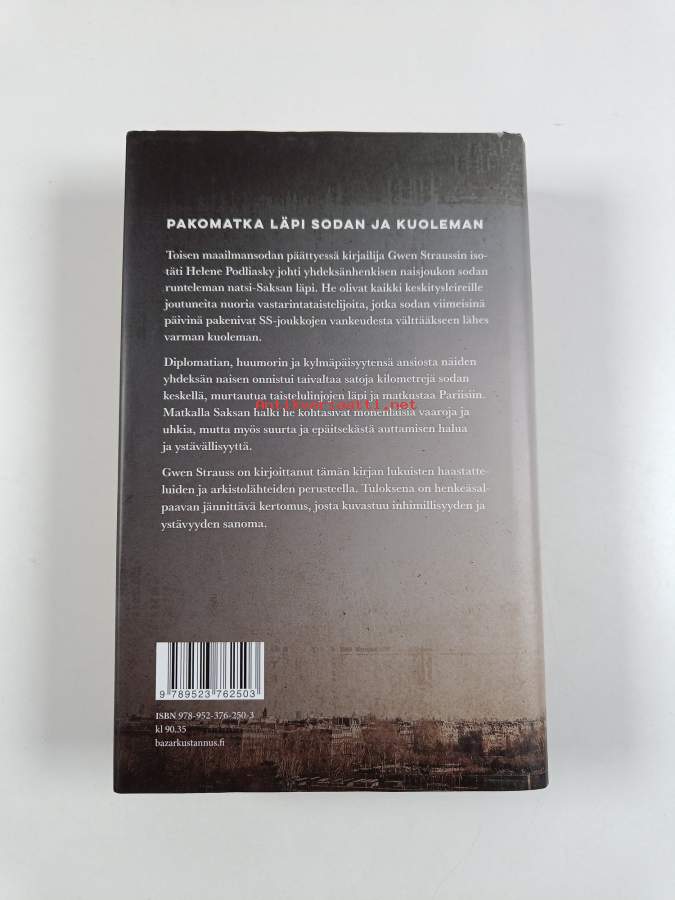 PAKOMATKA LÄPI SODAN JA KUOLEMAN
Toisen maailmansodan päättyessä kirjailija Gwen Straussin iso-
täti Helene Podliasky johti yhdeksänhenkisen naisjoukon sodan
runteleman natsi-Saksan läpi. He olivat kaikki keskitysleireille
joutuneita nuoria vastarintataistelijoita, jotka sodan viimeisinä
päivinä pakenivat SS-joukkojen vankeudesta välttääkseen lähes
varman kuoleman.
Diplomatian, huumorin ja kylmäpäisyytensä ansiosta näiden
yhdeksän naisen onnistui taivaltaa satoja kilometrejä sodan
keskellä, murtautua taistelulinjojen läpi ja matkustaa Pariisiin.
Antikvariaatti.net
Matkalla Saksan halki he kohtasivat monenlaisia vaaroja ja
uhkia, mutta myös suurta ja epäitsekästä auttamisen halua
ja ystävällisyyttä.
Gwen Strauss on kirjoittanut tämän kirjan lukuisten haastatte-
luiden ja arkistolähteiden perusteella. Tuloksena on henkeäsal-
paavan jännittävä kertomus, josta kuvastuu inhimillisyyden ja
ystävyyden sanoma.
9 789523 762503
ISBN 978-952-376-250-3
kl 90.35
bazarkustannus.fi